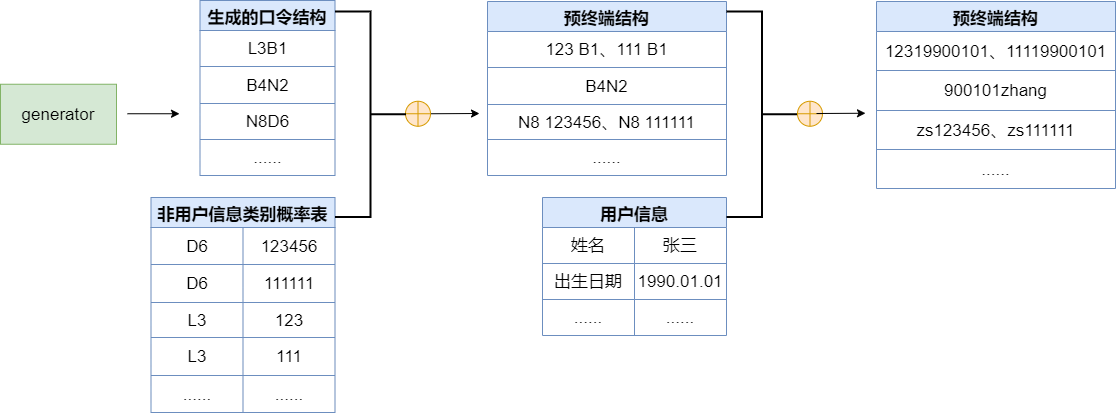 generator
生成的口令结构
L3B1
B4N2
N8D6
......
非用户信息类别概率表
D6 123456
D6 111111
L3 123
L3 111
...... ......
预终端结构
123 B1、111 B1
B4N2
N8 123456、N8 111111
......
用户信息
姓名 张三
出生日期 1990.01.01
...... ......
预终端结构
12319900101、11119900101
900101zhang
zs123456、zs111111
......